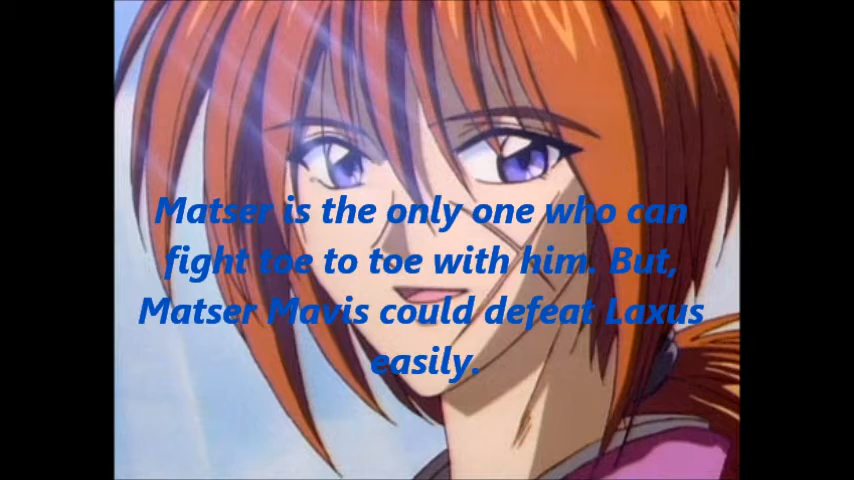 Matser is the only one who can
fight toe to toe with him. But,
Matser Mavis could defeat Laxus
easily.